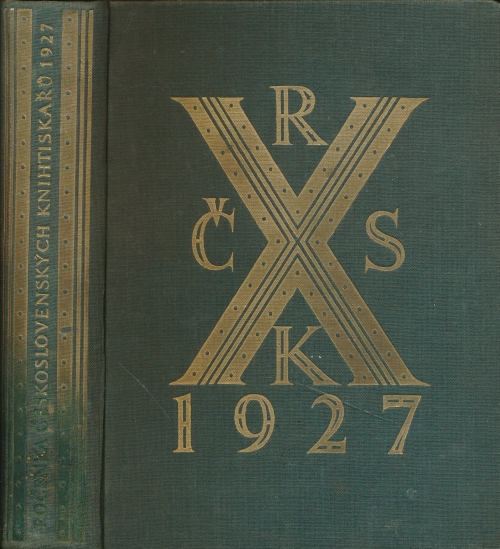 ROČENKA ČESKOSLOVENSKÝCH KNIHTISKAŘŮ 1927
R
Č X S
K
1927